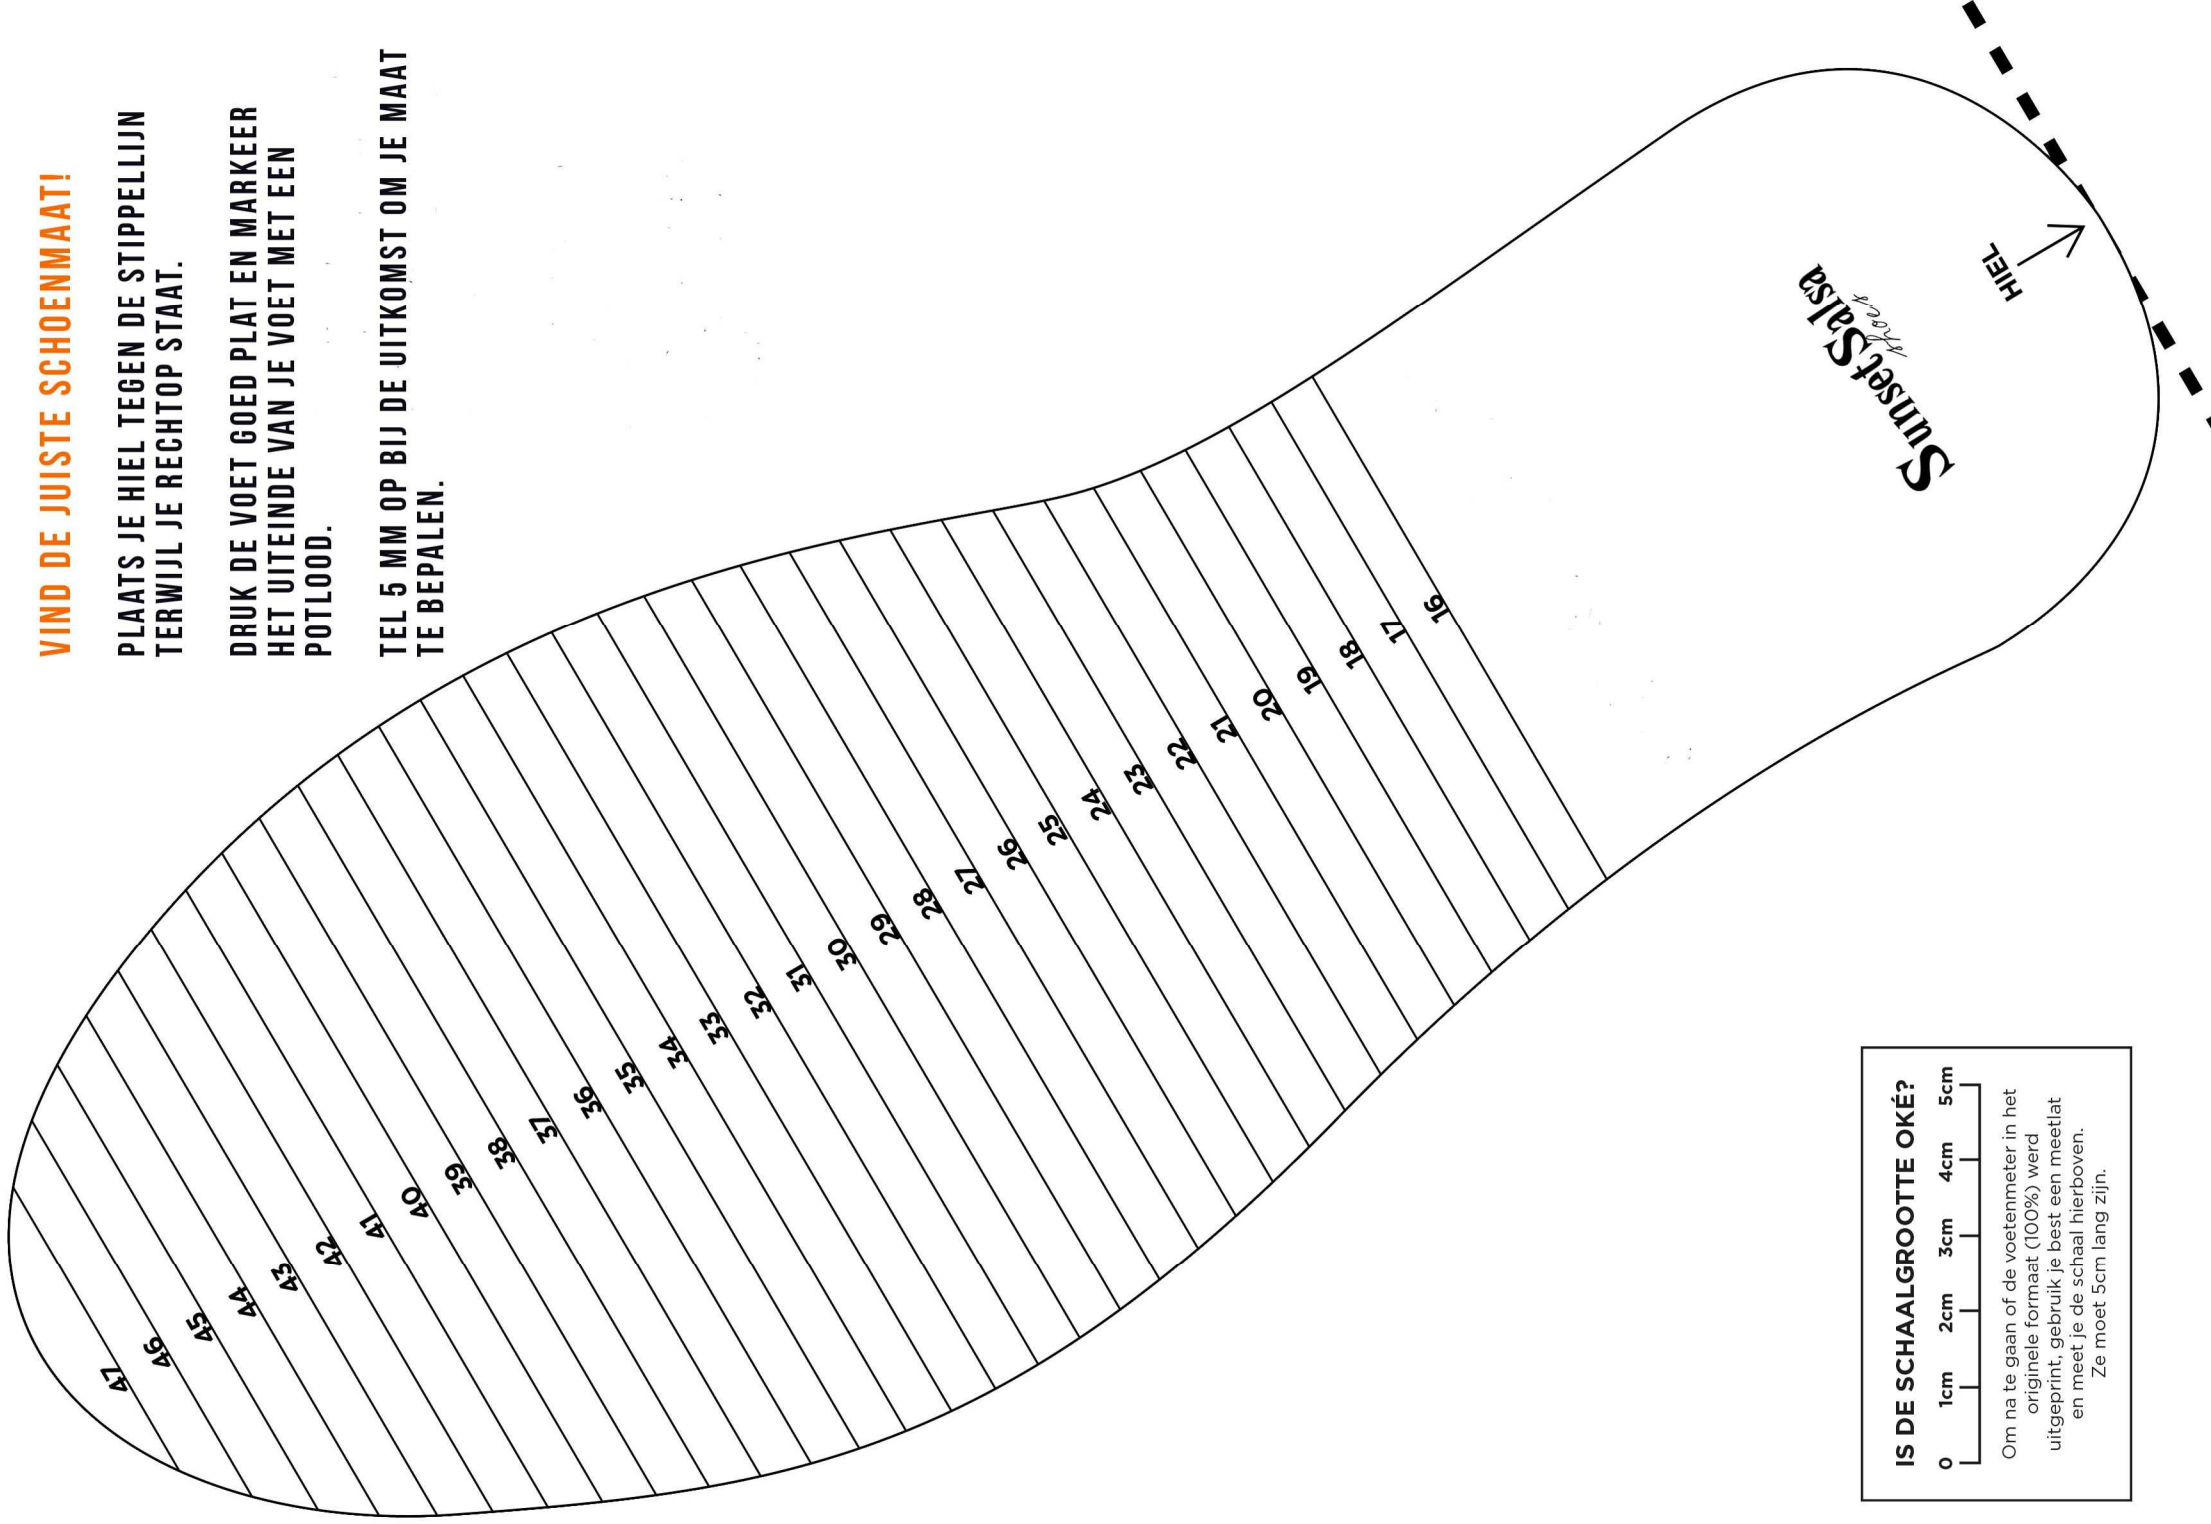 VIND DE JUISTE SCHOENMAAT!
PLAATS JE HIEL TEGEN DE STIPPELLIJN
TERWIJL JE RECHTOP STAAT.
DRUK DE VOET GOED PLAT EN MARKEER
HET UITEINDE VAN JE VOET MET EEN
POTLOOD.
TEL 5 MM OP BIJ DE UITKOMST OM JE MAAT
TE BEPALEN.
47
46
45
44
43
42
41
40
39
38
37
36
35
34
33
32
31
30
29
28
27
26
25
24
23
22
21
20
19
18
17
16
SunsetSalsa
shoes
HIEL
IS DE SCHAALGROOTTE OKÉ?
0 1cm 2cm 3cm 4cm 5cm
Om na te gaan of de voetenmeter in het
originele formaat (100%) werd
uitgeprint, gebruik je best een meetlat
en meet je de schaal hierboven.
Ze moet 5cm lang zijn.